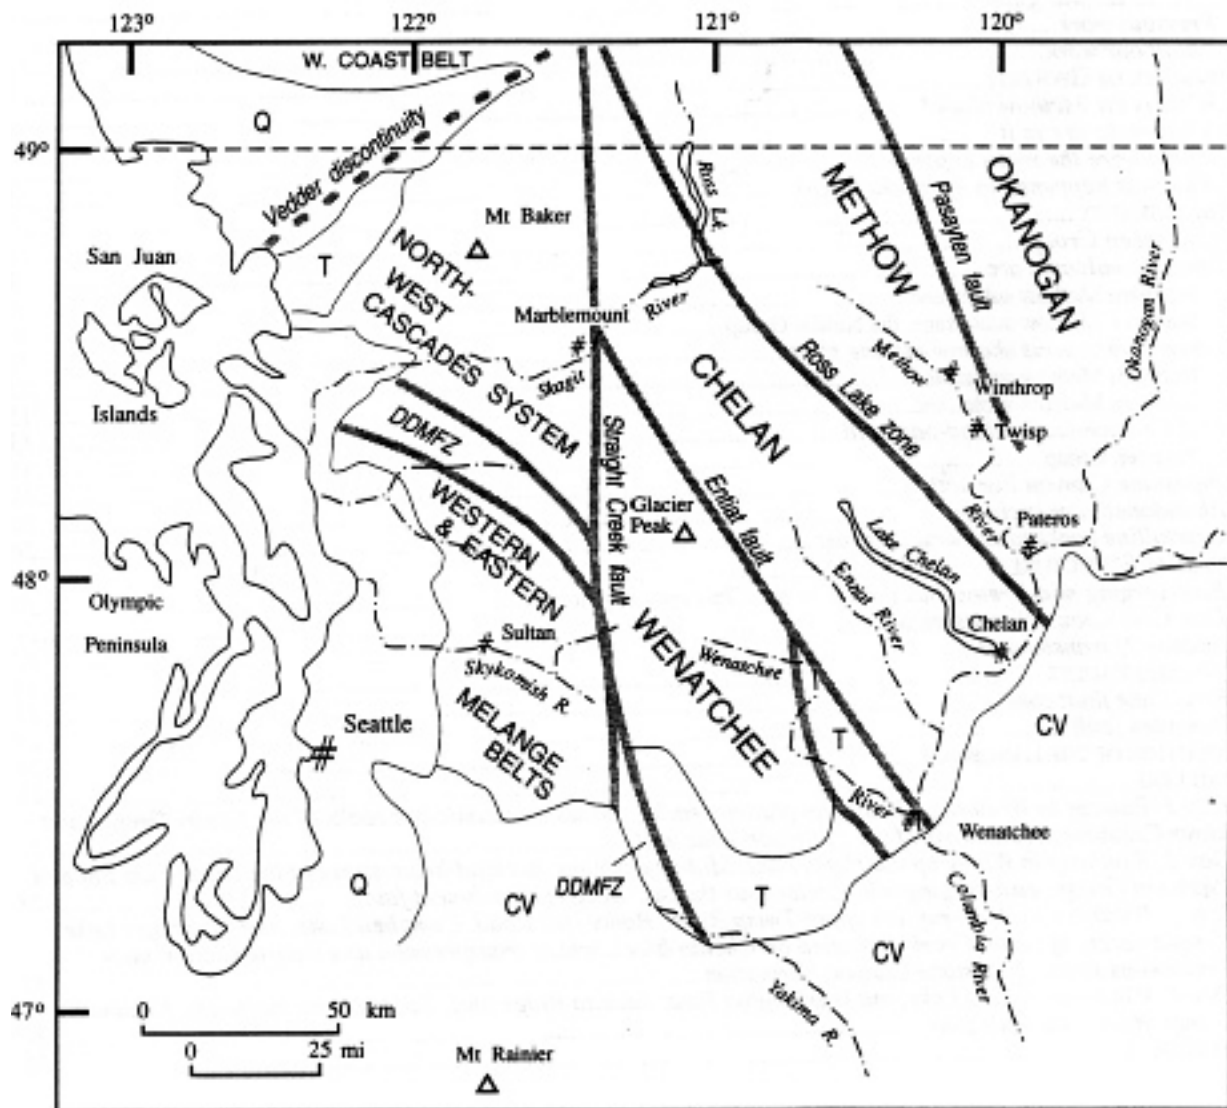 123° 122° 121° 120°
W. COAST BELT
Q
49°
Vedder discontinuity
Ross Lk.
METHOW
OKANOGAN
Pasayten fault
Mt Baker
San Juan
T
NORTH-
WEST
CASCADES SYSTEM
Marblemount
River
Okanogan River
Skagit
Methow
Winthrop
Twisp
Islands
CHELAN
Ross Lake zone
DDMFZ
Straight Creek fault
Entiat fault
Glacier
Peak
WESTERN
& EASTERN
River
Pateros
Lake Chelan
48°
Olympic
Peninsula
Entiat River
Chelan
Sultan
Skykomish R.
WENATCHEE
Wenatchee
Seattle
MELANGE
BELTS
T
CV
River
Wenatchee
DDMFZ
Q
CV
T
CV
Columbia River
Yakima R.
47°
0 50 km
0 25 mi
Mt Rainier